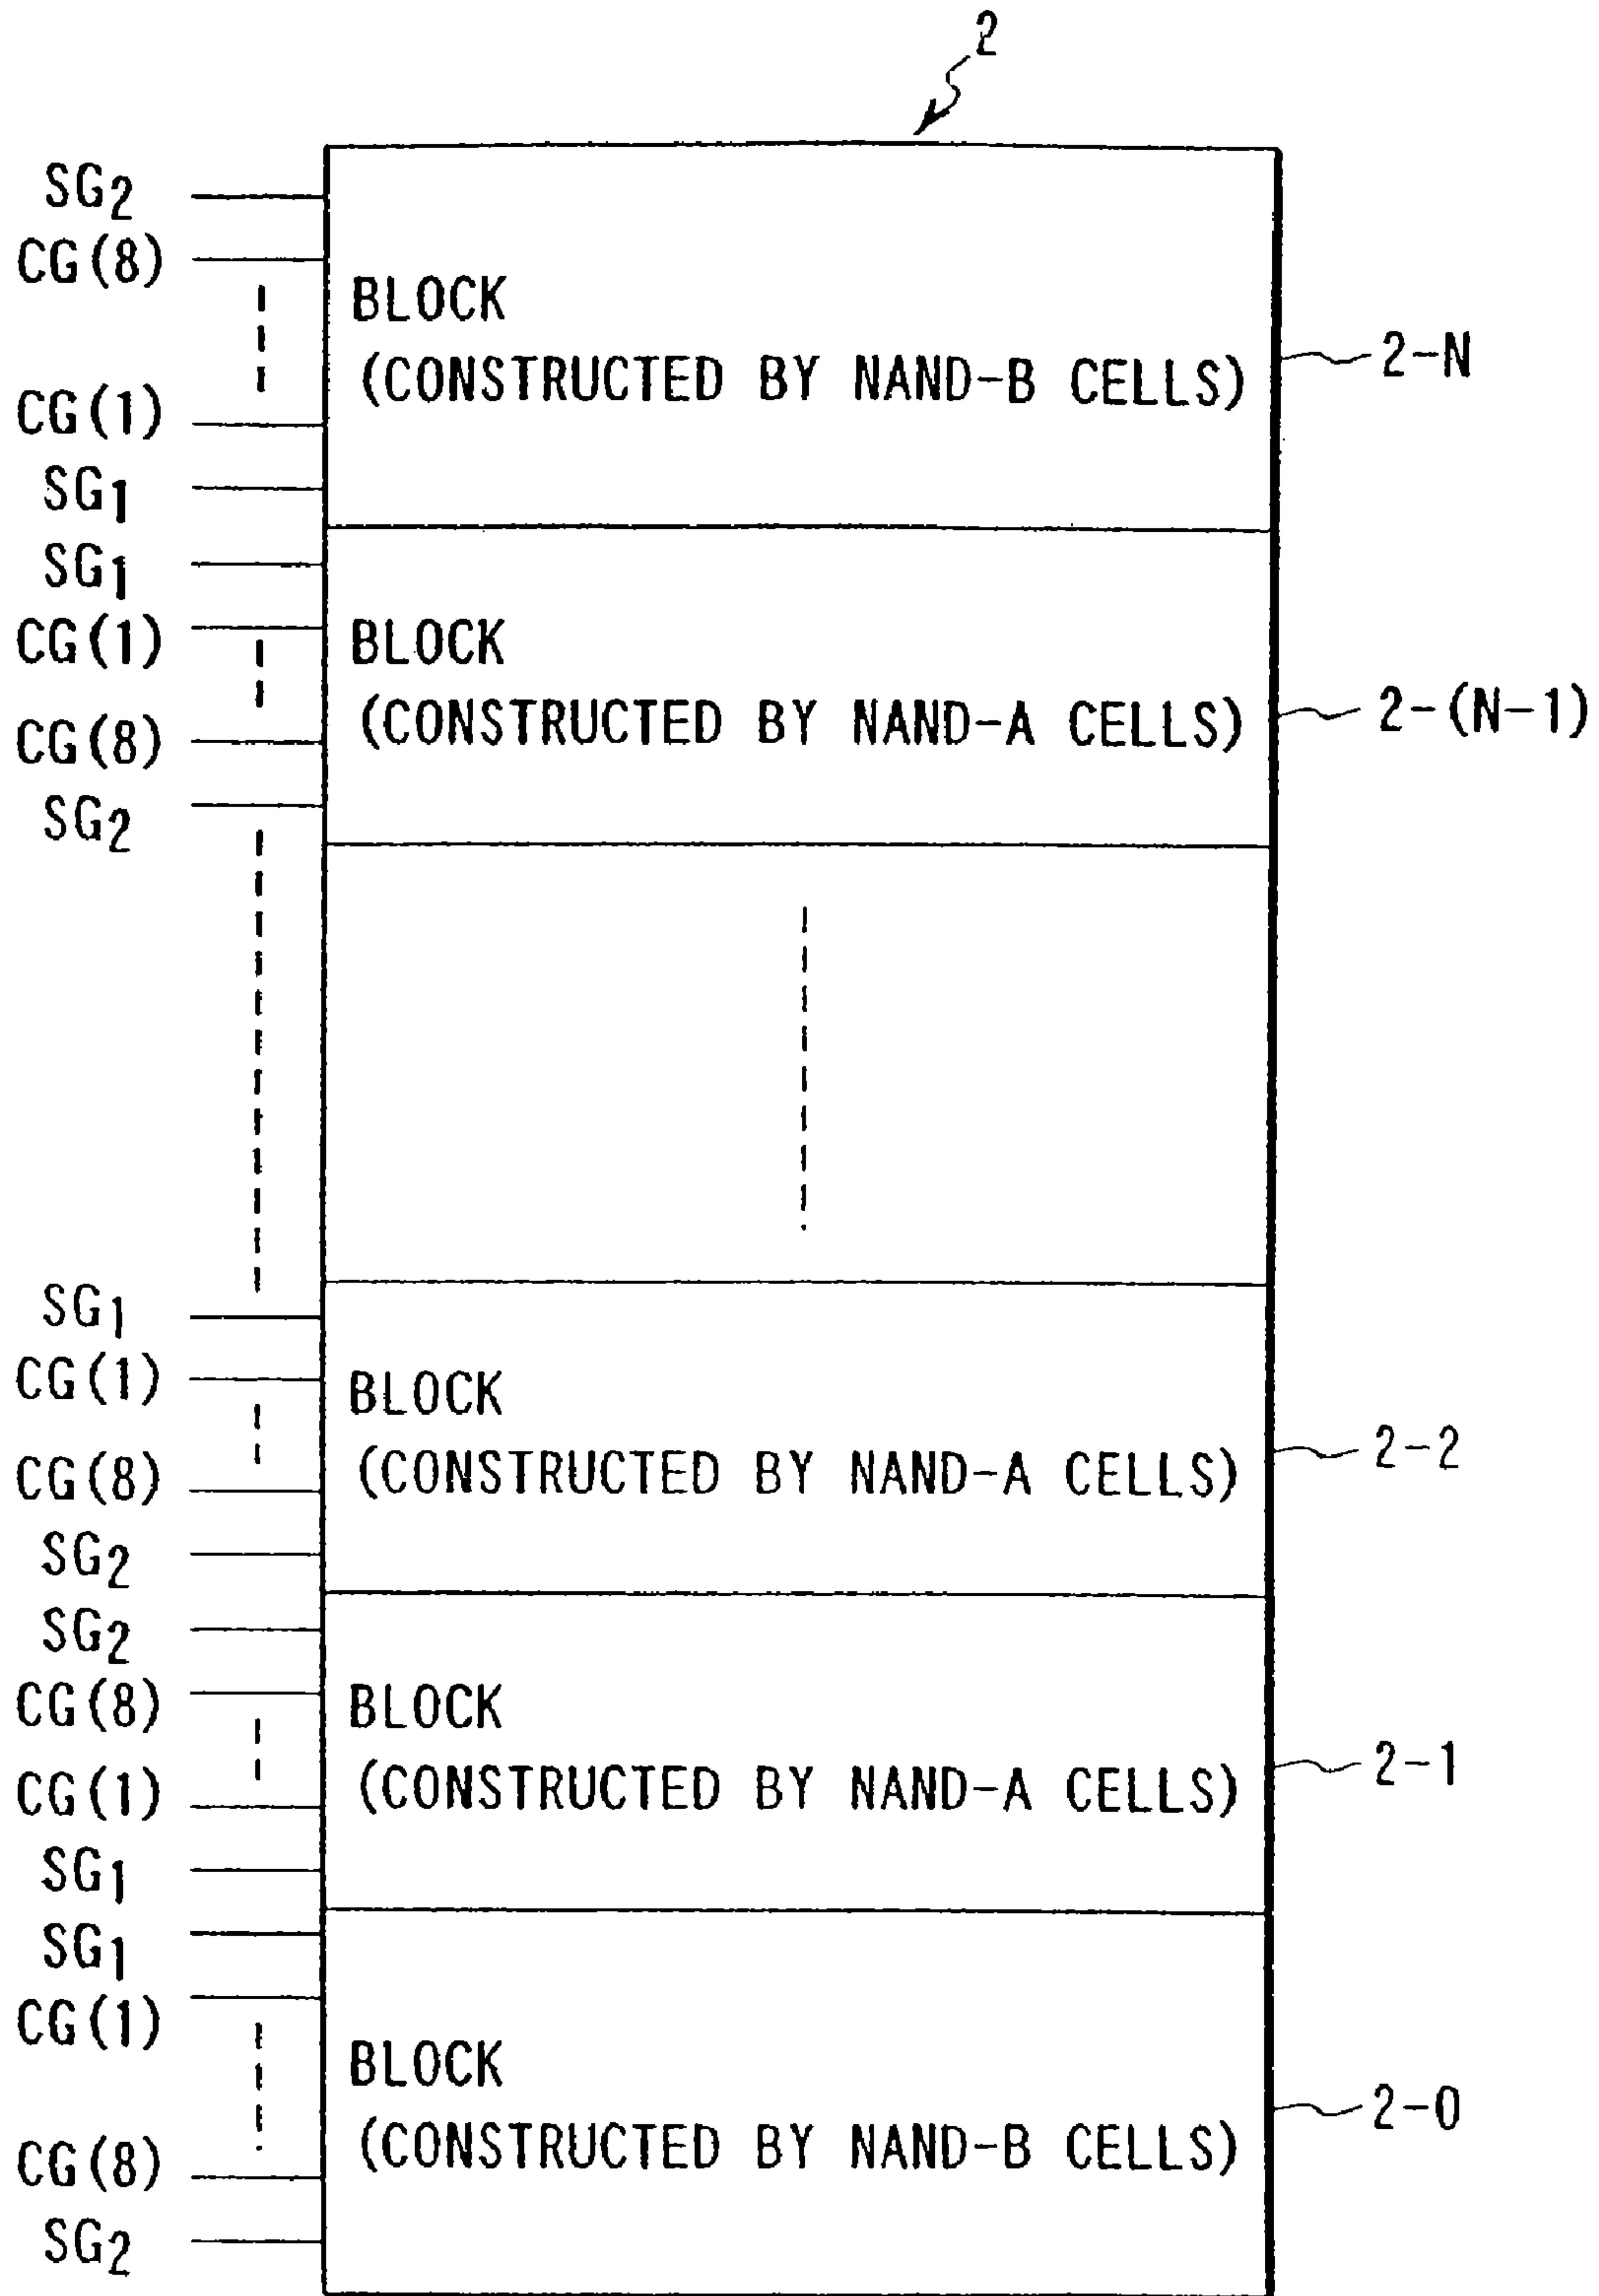 2
SG2
CG(8)
BLOCK
(CONSTRUCTED BY NAND-B CELLS)
2-N
CG(1)
SG1
SG1
CG(1)
BLOCK
(CONSTRUCTED BY NAND-A CELLS)
2-(N-1)
CG(8)
SG2
SG1
CG(1)
BLOCK
(CONSTRUCTED BY NAND-A CELLS)
2-2
CG(8)
SG2
SG2
CG(8)
BLOCK
(CONSTRUCTED BY NAND-A CELLS)
2-1
CG(1)
SG1
SG1
CG(1)
BLOCK
(CONSTRUCTED BY NAND-B CELLS)
2-0
CG(8)
SG2